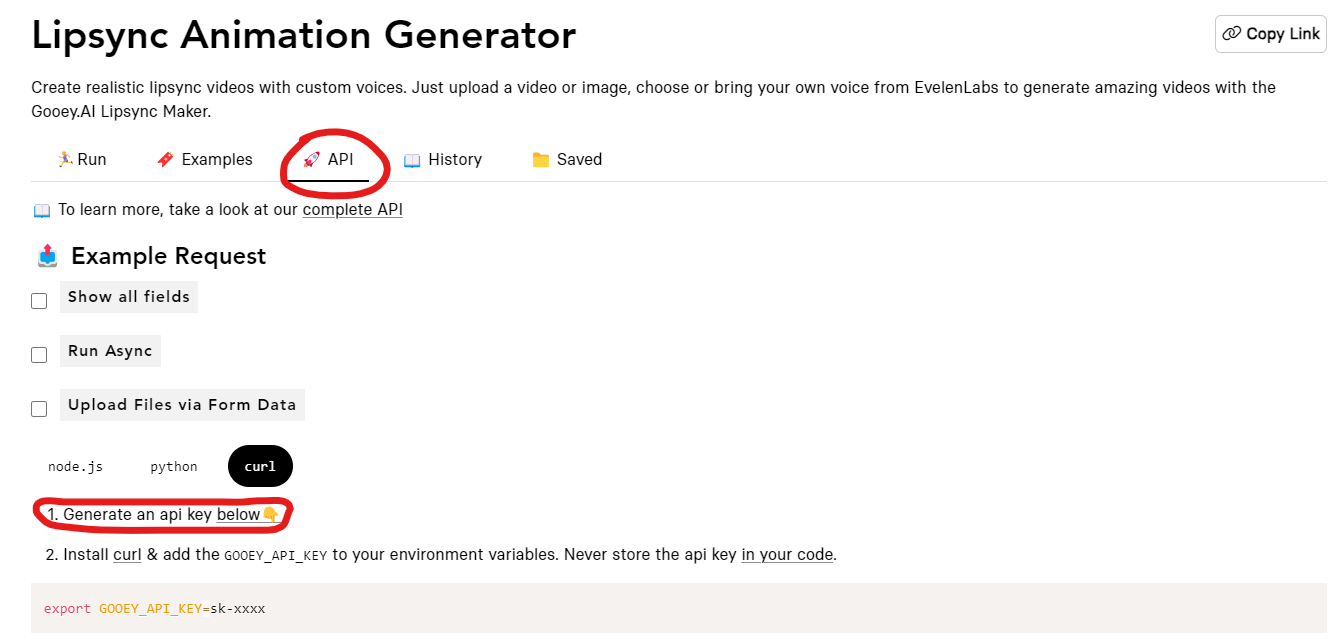 Lipsync Animation Generator
Copy Link
Create realistic lipsync videos with custom voices. Just upload a video or image, choose or bring your own voice from EvelenLabs to generate amazing videos with the
Gooey.AI Lipsync Maker.
Run Examples API History Saved
To learn more, take a look at our complete API
Example Request
Show all fields
Run Async
Upload Files via Form Data
node.js python curl
1. Generate an api key below
2. Install curl & add the GOOEY_API_KEY to your environment variables. Never store the api key in your code.
export GOOEY_API_KEY=sk-xxxx